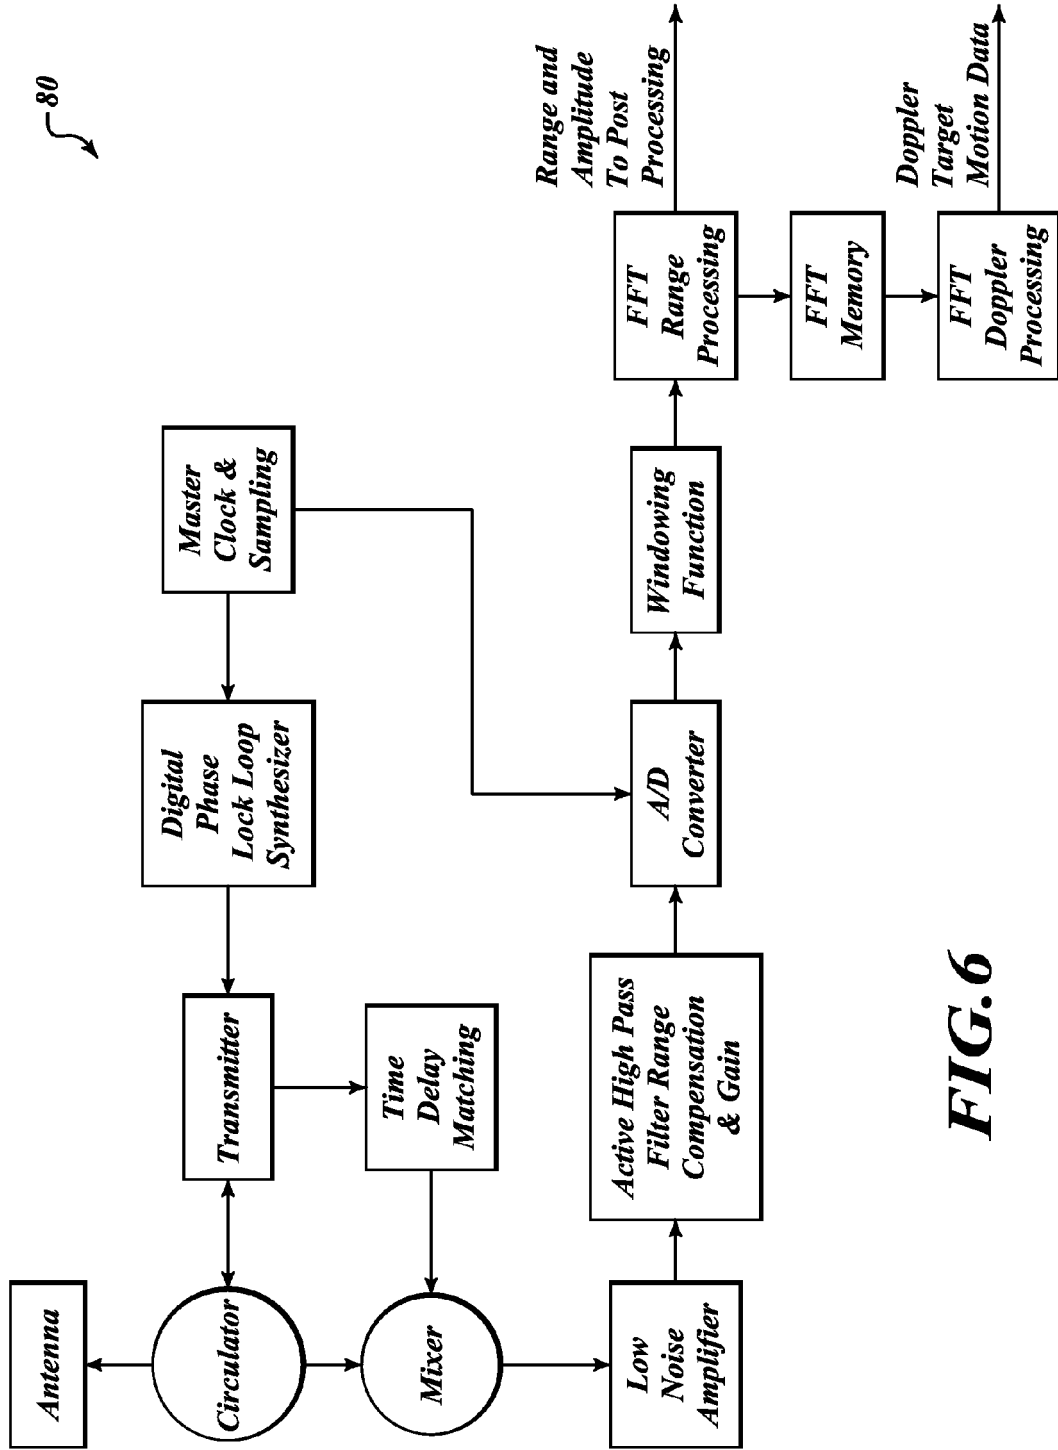 80
Antenna
Circulator
Transmitter
Digital
Phase
Lock Loop
Synthesizer
Master
Clock &
Sampling
Mixer
Time
Delay
Matching
Low
Noise
Amplifier
Active High Pass
Filter Range
Compensation
& Gain
A/D
Converter
Windowing
Function
FFT
Range
Processing
Range and
Amplitude
To Post
Processing
FFT
Memory
FFT
Doppler
Processing
Doppler
Target
Motion Data
FIG.6